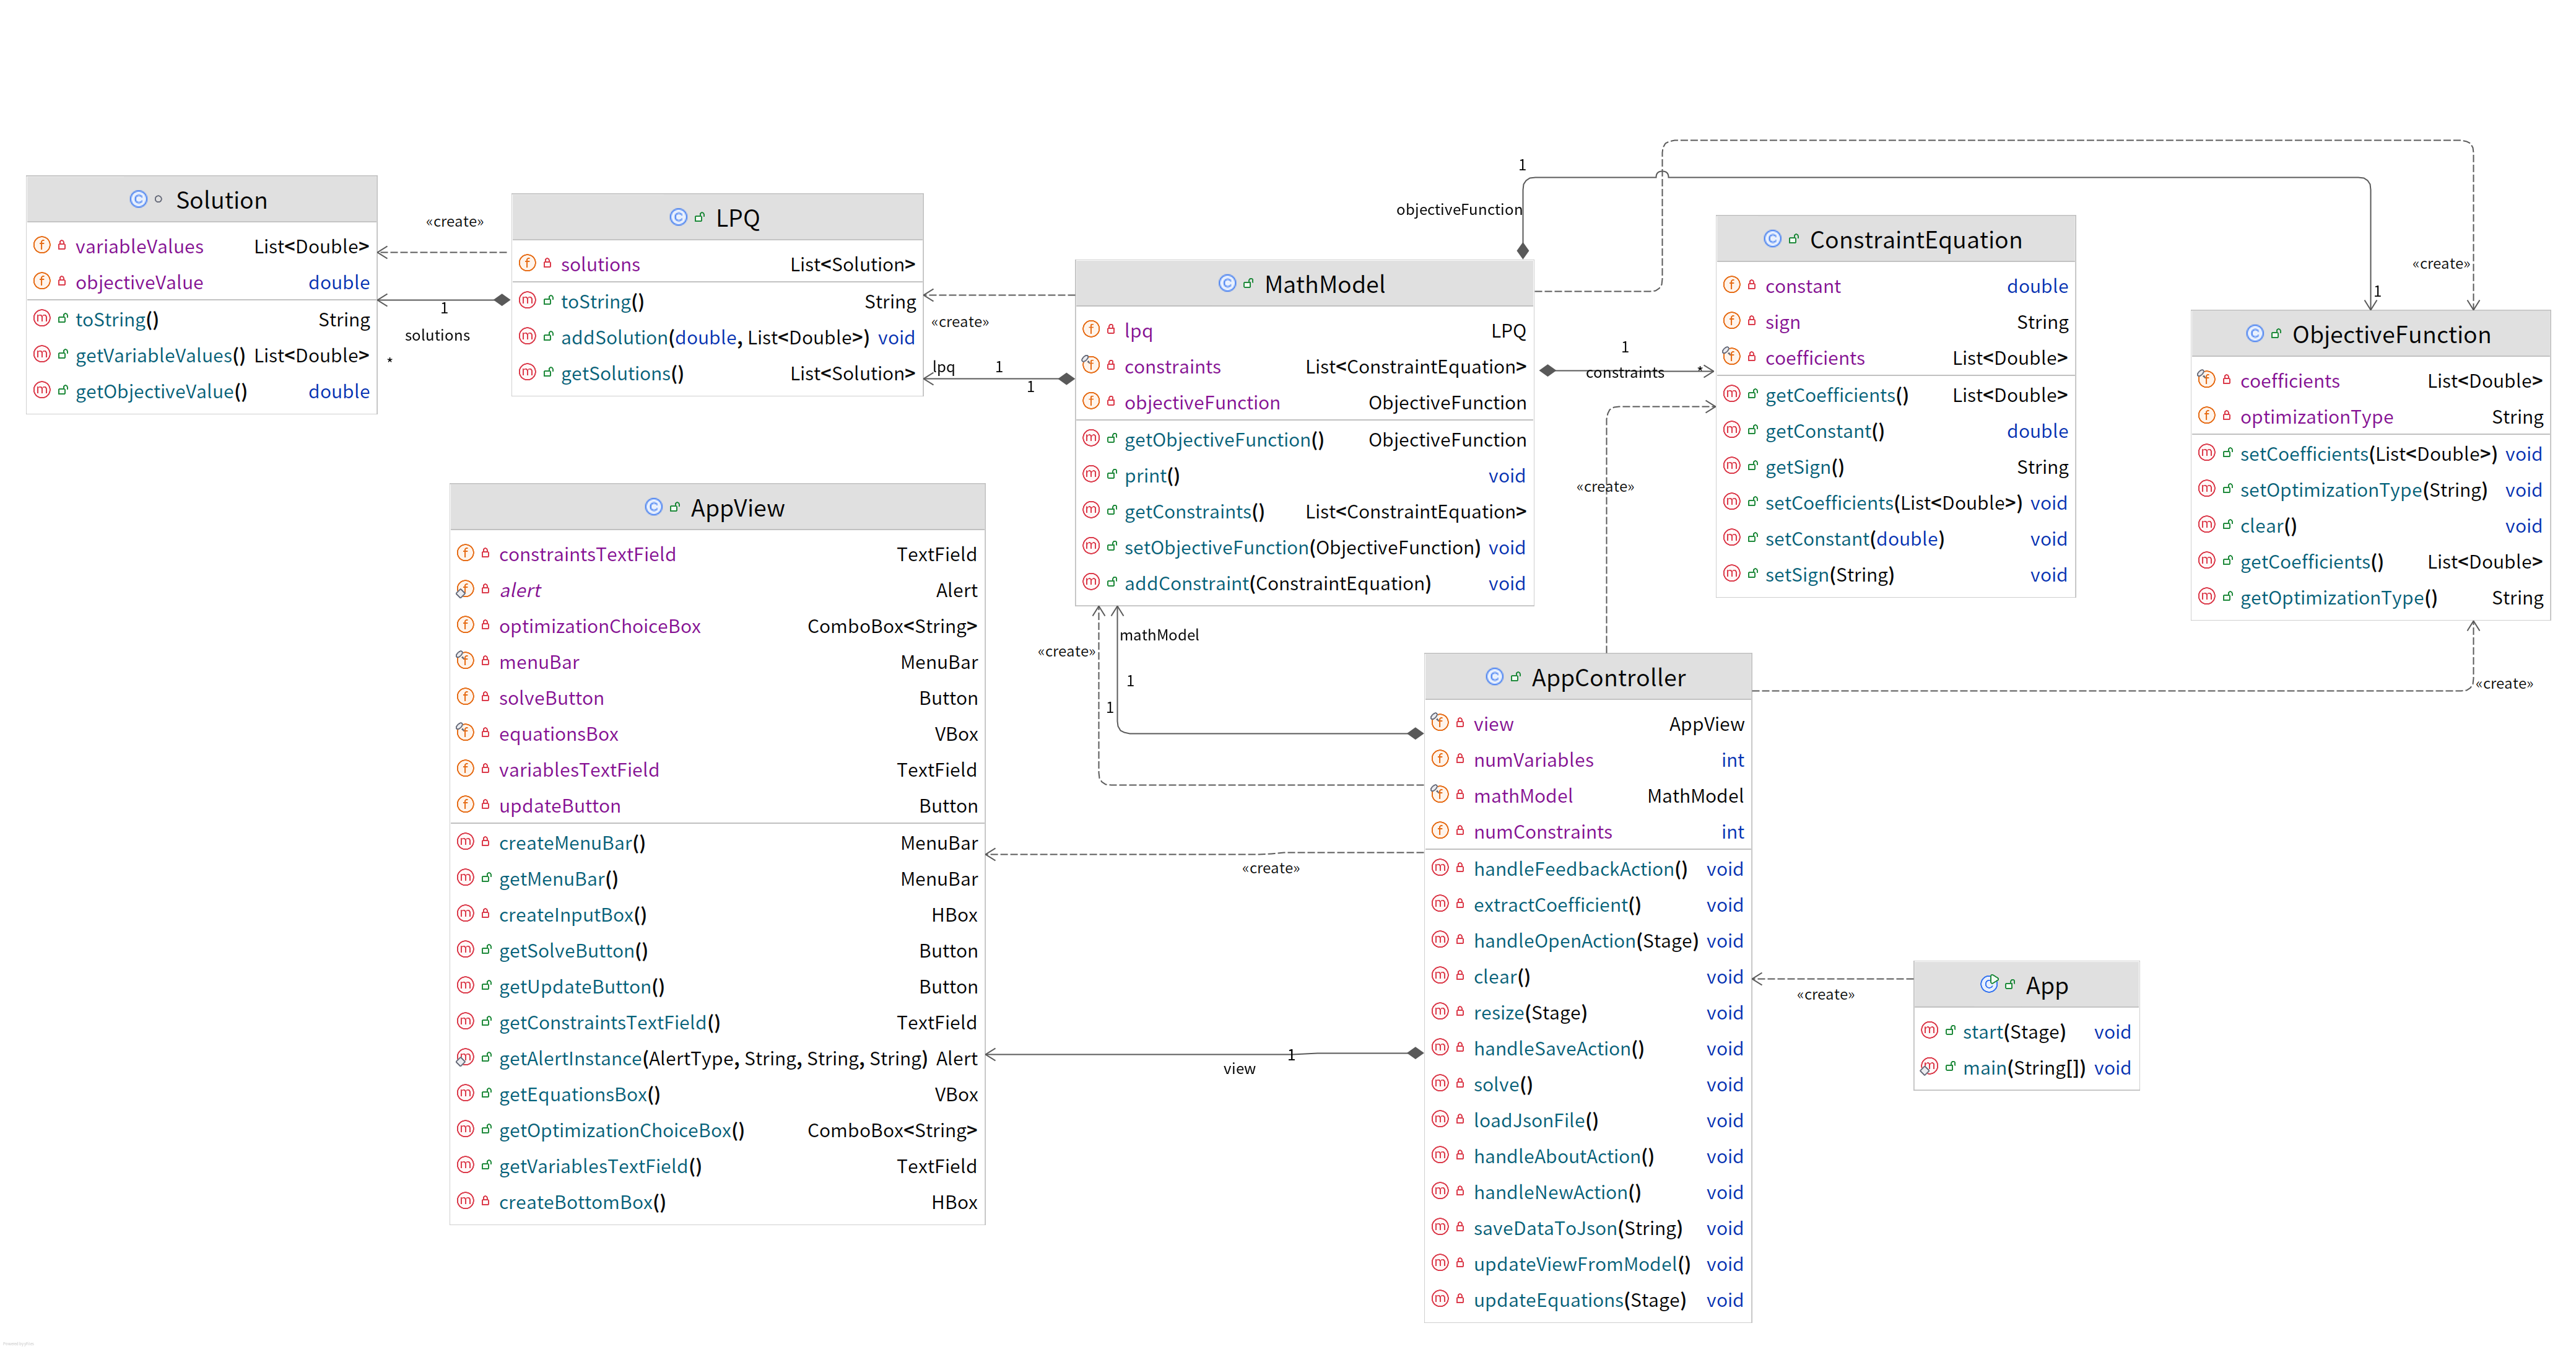 Solution
variableValues List<Double>
objectiveValue double
toString() String
getVariableValues() List<Double>
getObjectiveValue() double
«create»
1
solutions
*
LPQ
solutions List<Solution>
toString() String
addSolution(double, List<Double>) void
getSolutions() List<Solution>
«create»
lpq 1
1
MathModel
lpq LPQ
constraints List<ConstraintEquation>
objectiveFunction ObjectiveFunction
getObjectiveFunction() ObjectiveFunction
print() void
getConstraints() List<ConstraintEquation>
setObjectiveFunction(ObjectiveFunction) void
addConstraint(ConstraintEquation) void
1
objectiveFunction
1
constraints *
«create»
ConstraintEquation
constant double
sign String
coefficients List<Double>
getCoefficients() List<Double>
getConstant() double
getSign() String
setCoefficients(List<Double>) void
setConstant(double) void
setSign(String) void
«create»
1
ObjectiveFunction
coefficients List<Double>
optimizationType String
setCoefficients(List<Double>) void
setOptimizationType(String) void
clear() void
getCoefficients() List<Double>
getOptimizationType() String
«create»
AppView
constraintsTextField TextField
alert Alert
optimizationChoiceBox ComboBox<String>
menuBar MenuBar
solveButton Button
equationsBox VBox
variablesTextField TextField
updateButton Button
createMenuBar() MenuBar
getMenuBar() MenuBar
createInputBox() HBox
getSolveButton() Button
getUpdateButton() Button
getConstraintsTextField() TextField
getAlertInstance(AlertType, String, String, String) Alert
getEquationsBox() VBox
getOptimizationChoiceBox() ComboBox<String>
getVariablesTextField() TextField
createBottomBox() HBox
«create»
mathModel
1
1
«create»
1
view
AppController
view AppView
numVariables int
mathModel MathModel
numConstraints int
handleFeedbackAction() void
extractCoefficient() void
handleOpenAction(Stage) void
clear() void
resize(Stage) void
handleSaveAction() void
solve() void
loadJsonFile() void
handleAboutAction() void
handleNewAction() void
saveDataToJson(String) void
updateViewFromModel() void
updateEquations(Stage) void
«create»
App
start(Stage) void
main(String[]) void